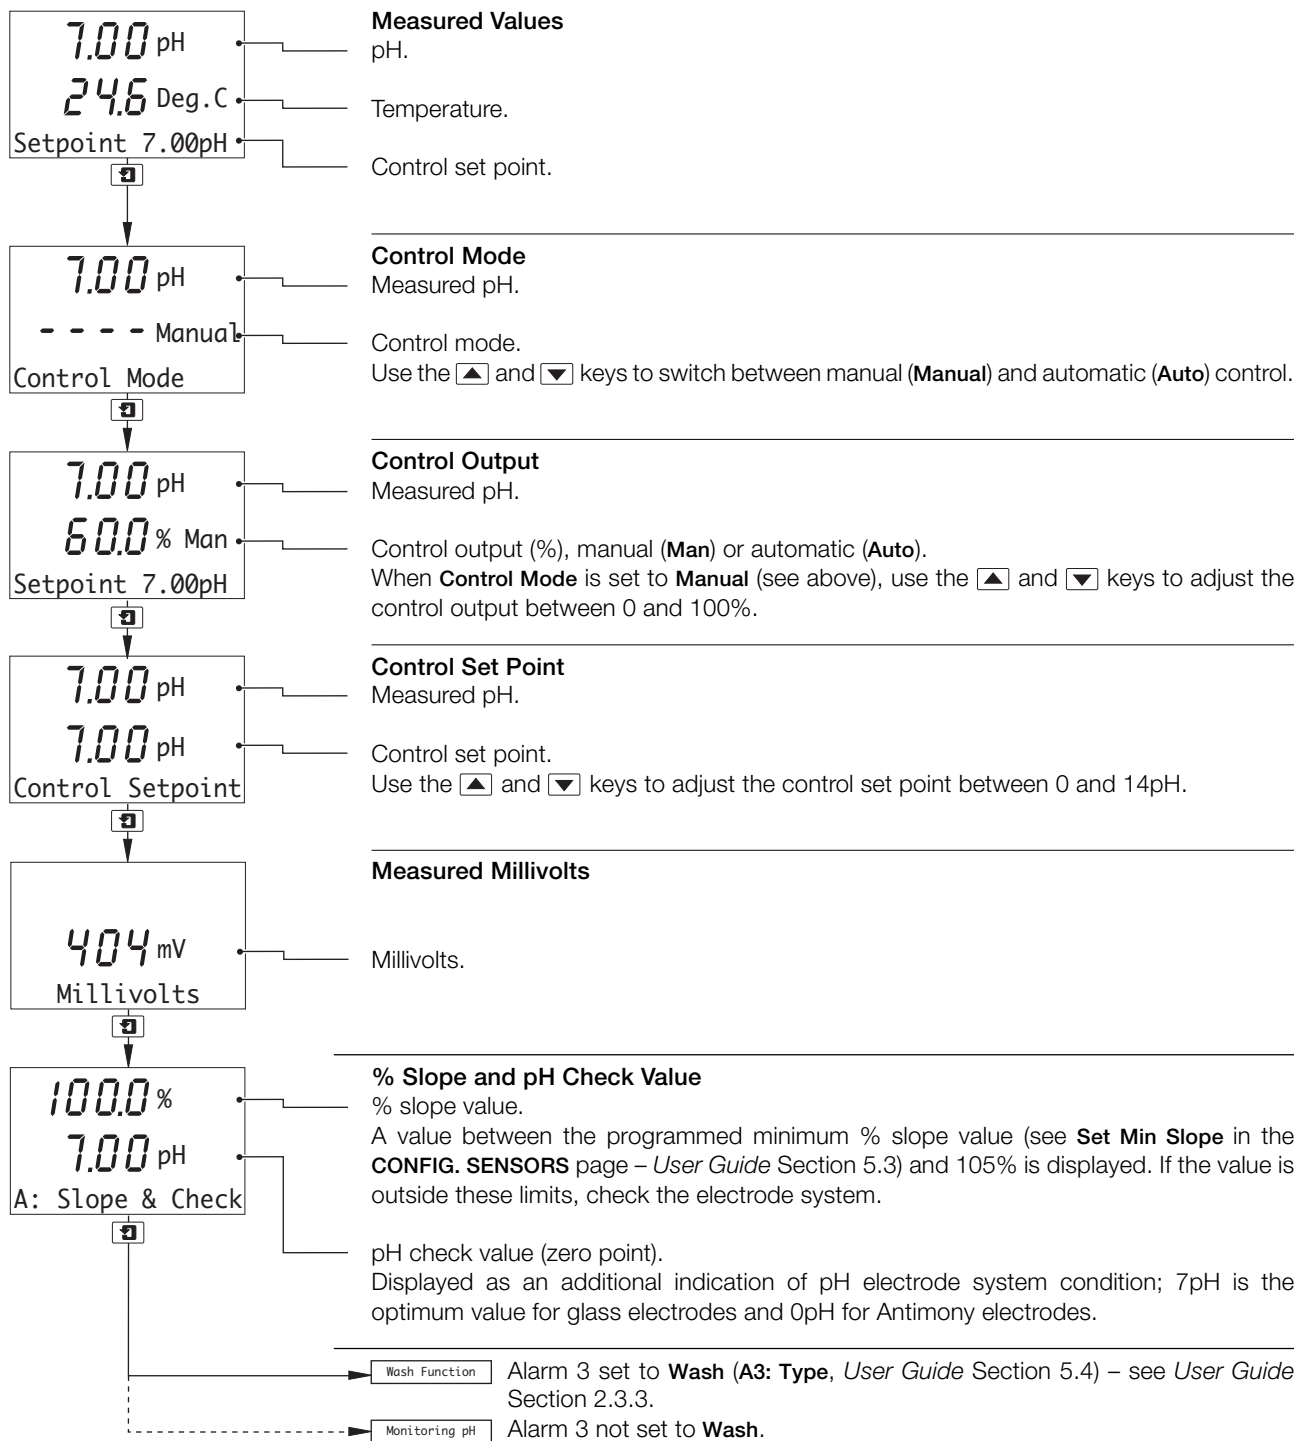 7.00 pH
24.6 Deg.C
Setpoint 7.00pH
Measured Values
pH.
Temperature.
Control set point.
7.00 pH
- - - - Manual
Control Mode
Control Mode
Measured pH.
Control mode.
Use the ▲ and ▼ keys to switch between manual (Manual) and automatic (Auto) control.
7.00 pH
60.0 % Man
Setpoint 7.00pH
Control Output
Measured pH.
Control output (%), manual (Man) or automatic (Auto).
When Control Mode is set to Manual (see above), use the ▲ and ▼ keys to adjust the
control output between 0 and 100%.
7.00 pH
7.00 pH
Control Setpoint
Control Set Point
Measured pH.
Control set point.
Use the ▲ and ▼ keys to adjust the control set point between 0 and 14pH.
404 mV
Millivolts
Measured Millivolts
Millivolts.
100.0 %
7.00 pH
A: Slope & Check
% Slope and pH Check Value
% slope value.
A value between the programmed minimum % slope value (see Set Min Slope in the
CONFIG. SENSORS page – User Guide Section 5.3) and 105% is displayed. If the value is
outside these limits, check the electrode system.
pH check value (zero point).
Displayed as an additional indication of pH electrode system condition; 7pH is the
optimum value for glass electrodes and 0pH for Antimony electrodes.
Wash Function
Alarm 3 set to Wash (A3: Type, User Guide Section 5.4) – see User Guide
Section 2.3.3.
Monitoring pH
Alarm 3 not set to Wash.